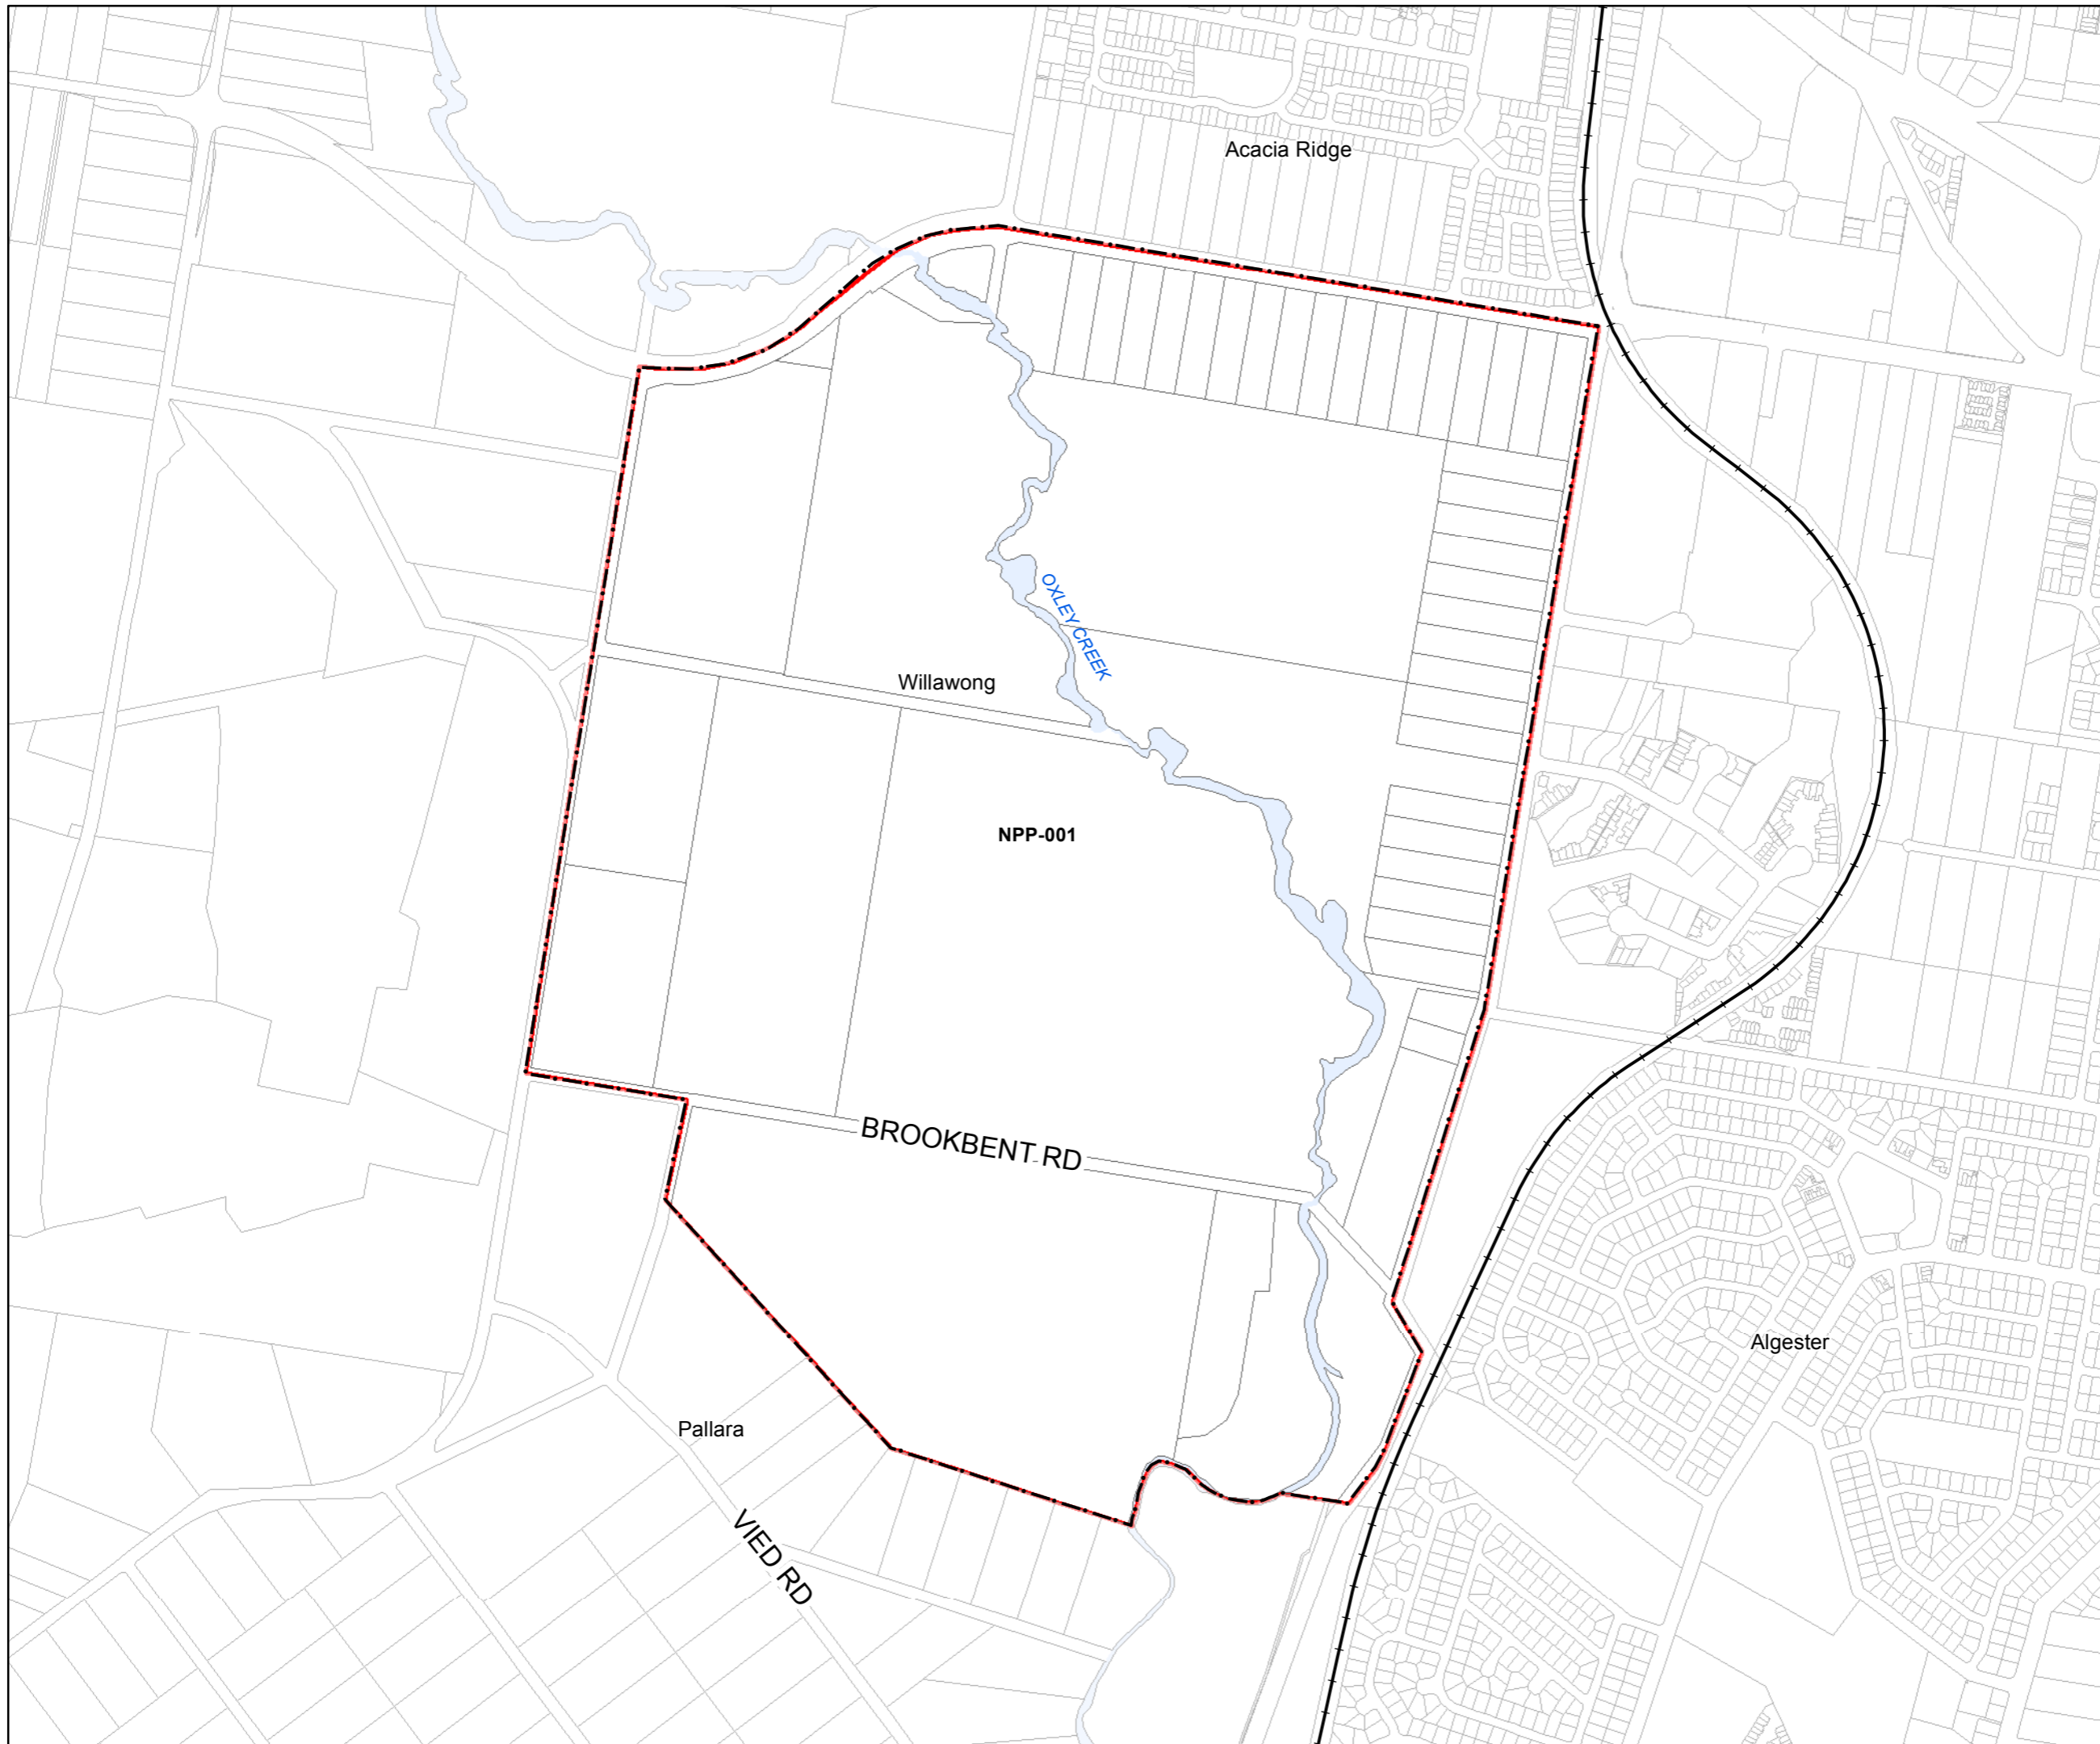 Acacia Ridge
OXLEY CREEK
Willawong
NPP-001
BROOKBENT RD
Algester
Pallara
VIED RD